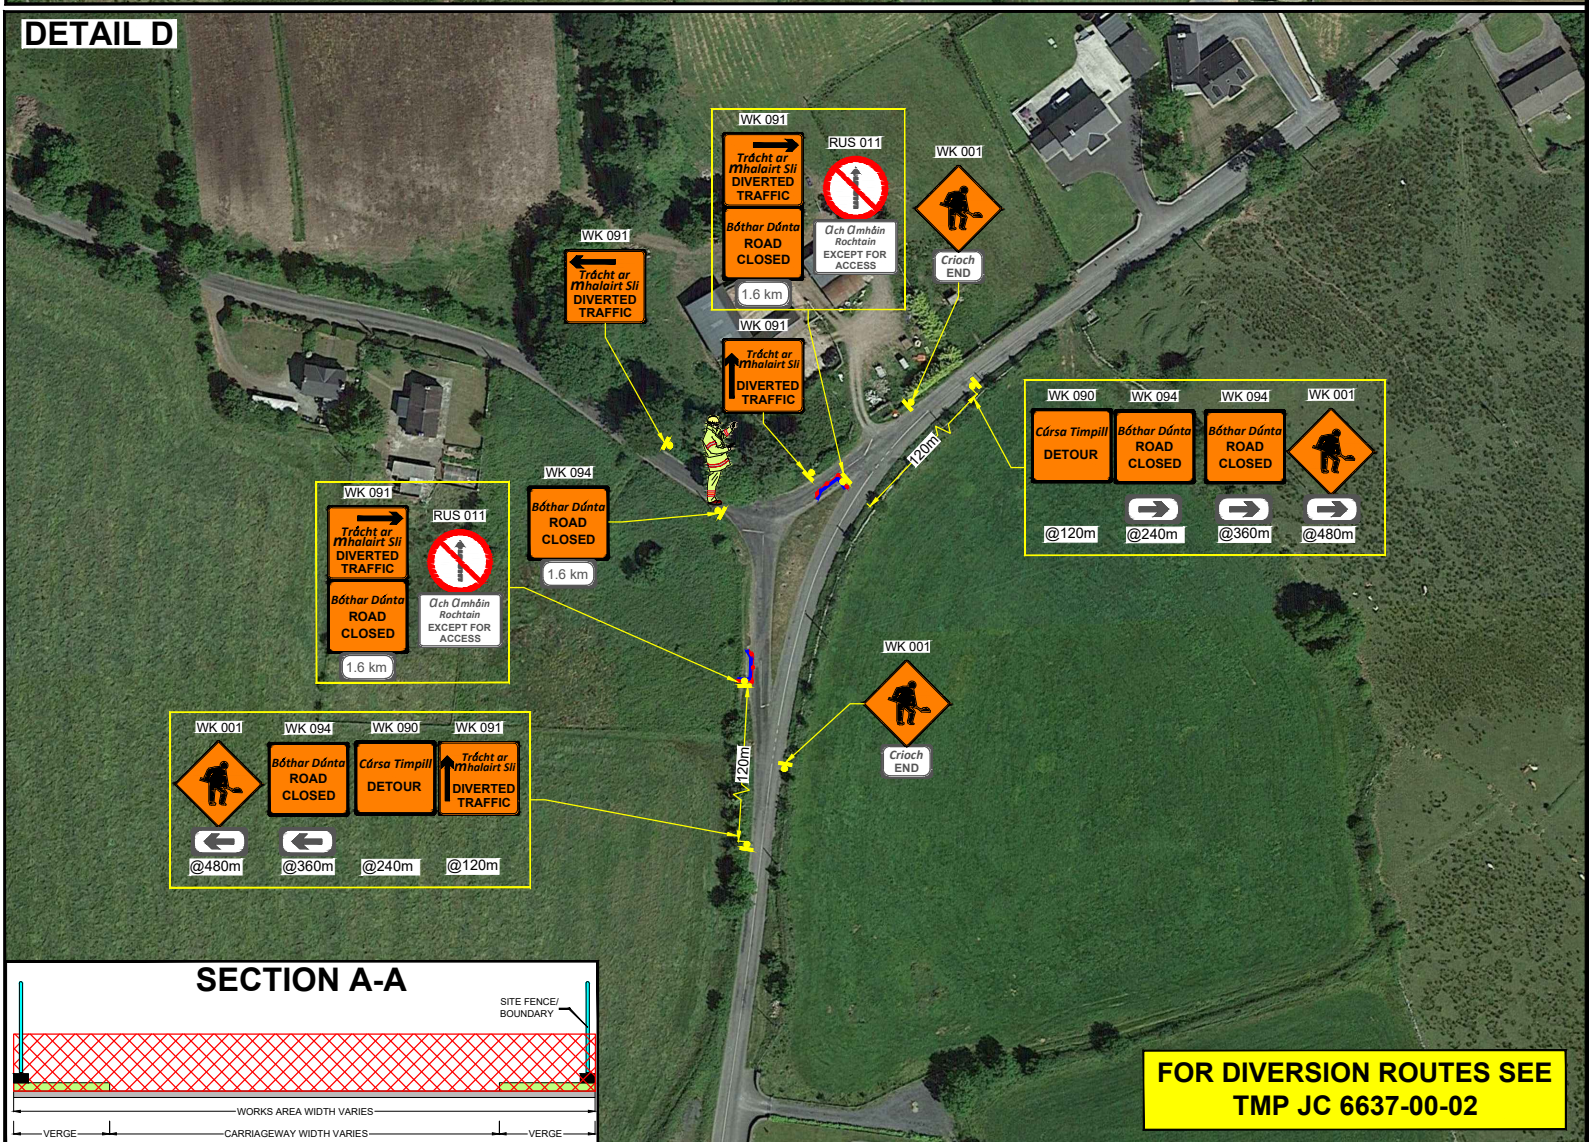 DETAIL D
WK 091
Trácht ar
mhalairt Slí
DIVERTED
TRAFFIC
Bóthar Dúnta
ROAD
CLOSED
1.6 km
RUS 011
Ach Amháin
Rochtain
EXCEPT FOR
ACCESS
WK 001
Crioch
END
WK 091
Trácht ar
mhalairt Slí
DIVERTED
TRAFFIC
WK 091
Trácht ar
mhalairt Slí
DIVERTED
TRAFFIC
120m
WK 090
Cúrsa Timpill
DETOUR
@120m
WK 094
Bóthar Dúnta
ROAD
CLOSED
@240m
WK 094
Bóthar Dúnta
ROAD
CLOSED
@360m
WK 001
@480m
WK 094
Bóthar Dúnta
ROAD
CLOSED
1.6 km
WK 091
Trácht ar
mhalairt Slí
DIVERTED
TRAFFIC
Bóthar Dúnta
ROAD
CLOSED
1.6 km
RUS 011
Ach Amháin
Rochtain
EXCEPT FOR
ACCESS
WK 001
Crioch
END
120m
WK 001
@480m
WK 094
Bóthar Dúnta
ROAD
CLOSED
@360m
WK 090
Cúrsa Timpill
DETOUR
@240m
WK 091
Trácht ar
mhalairt Slí
DIVERTED
TRAFFIC
@120m
SECTION A-A
SITE FENCE/
BOUNDARY
WORKS AREA WIDTH VARIES
VERGE
CARRIAGEWAY WIDTH VARIES
VERGE
FOR DIVERSION ROUTES SEE
TMP JC 6637-00-02